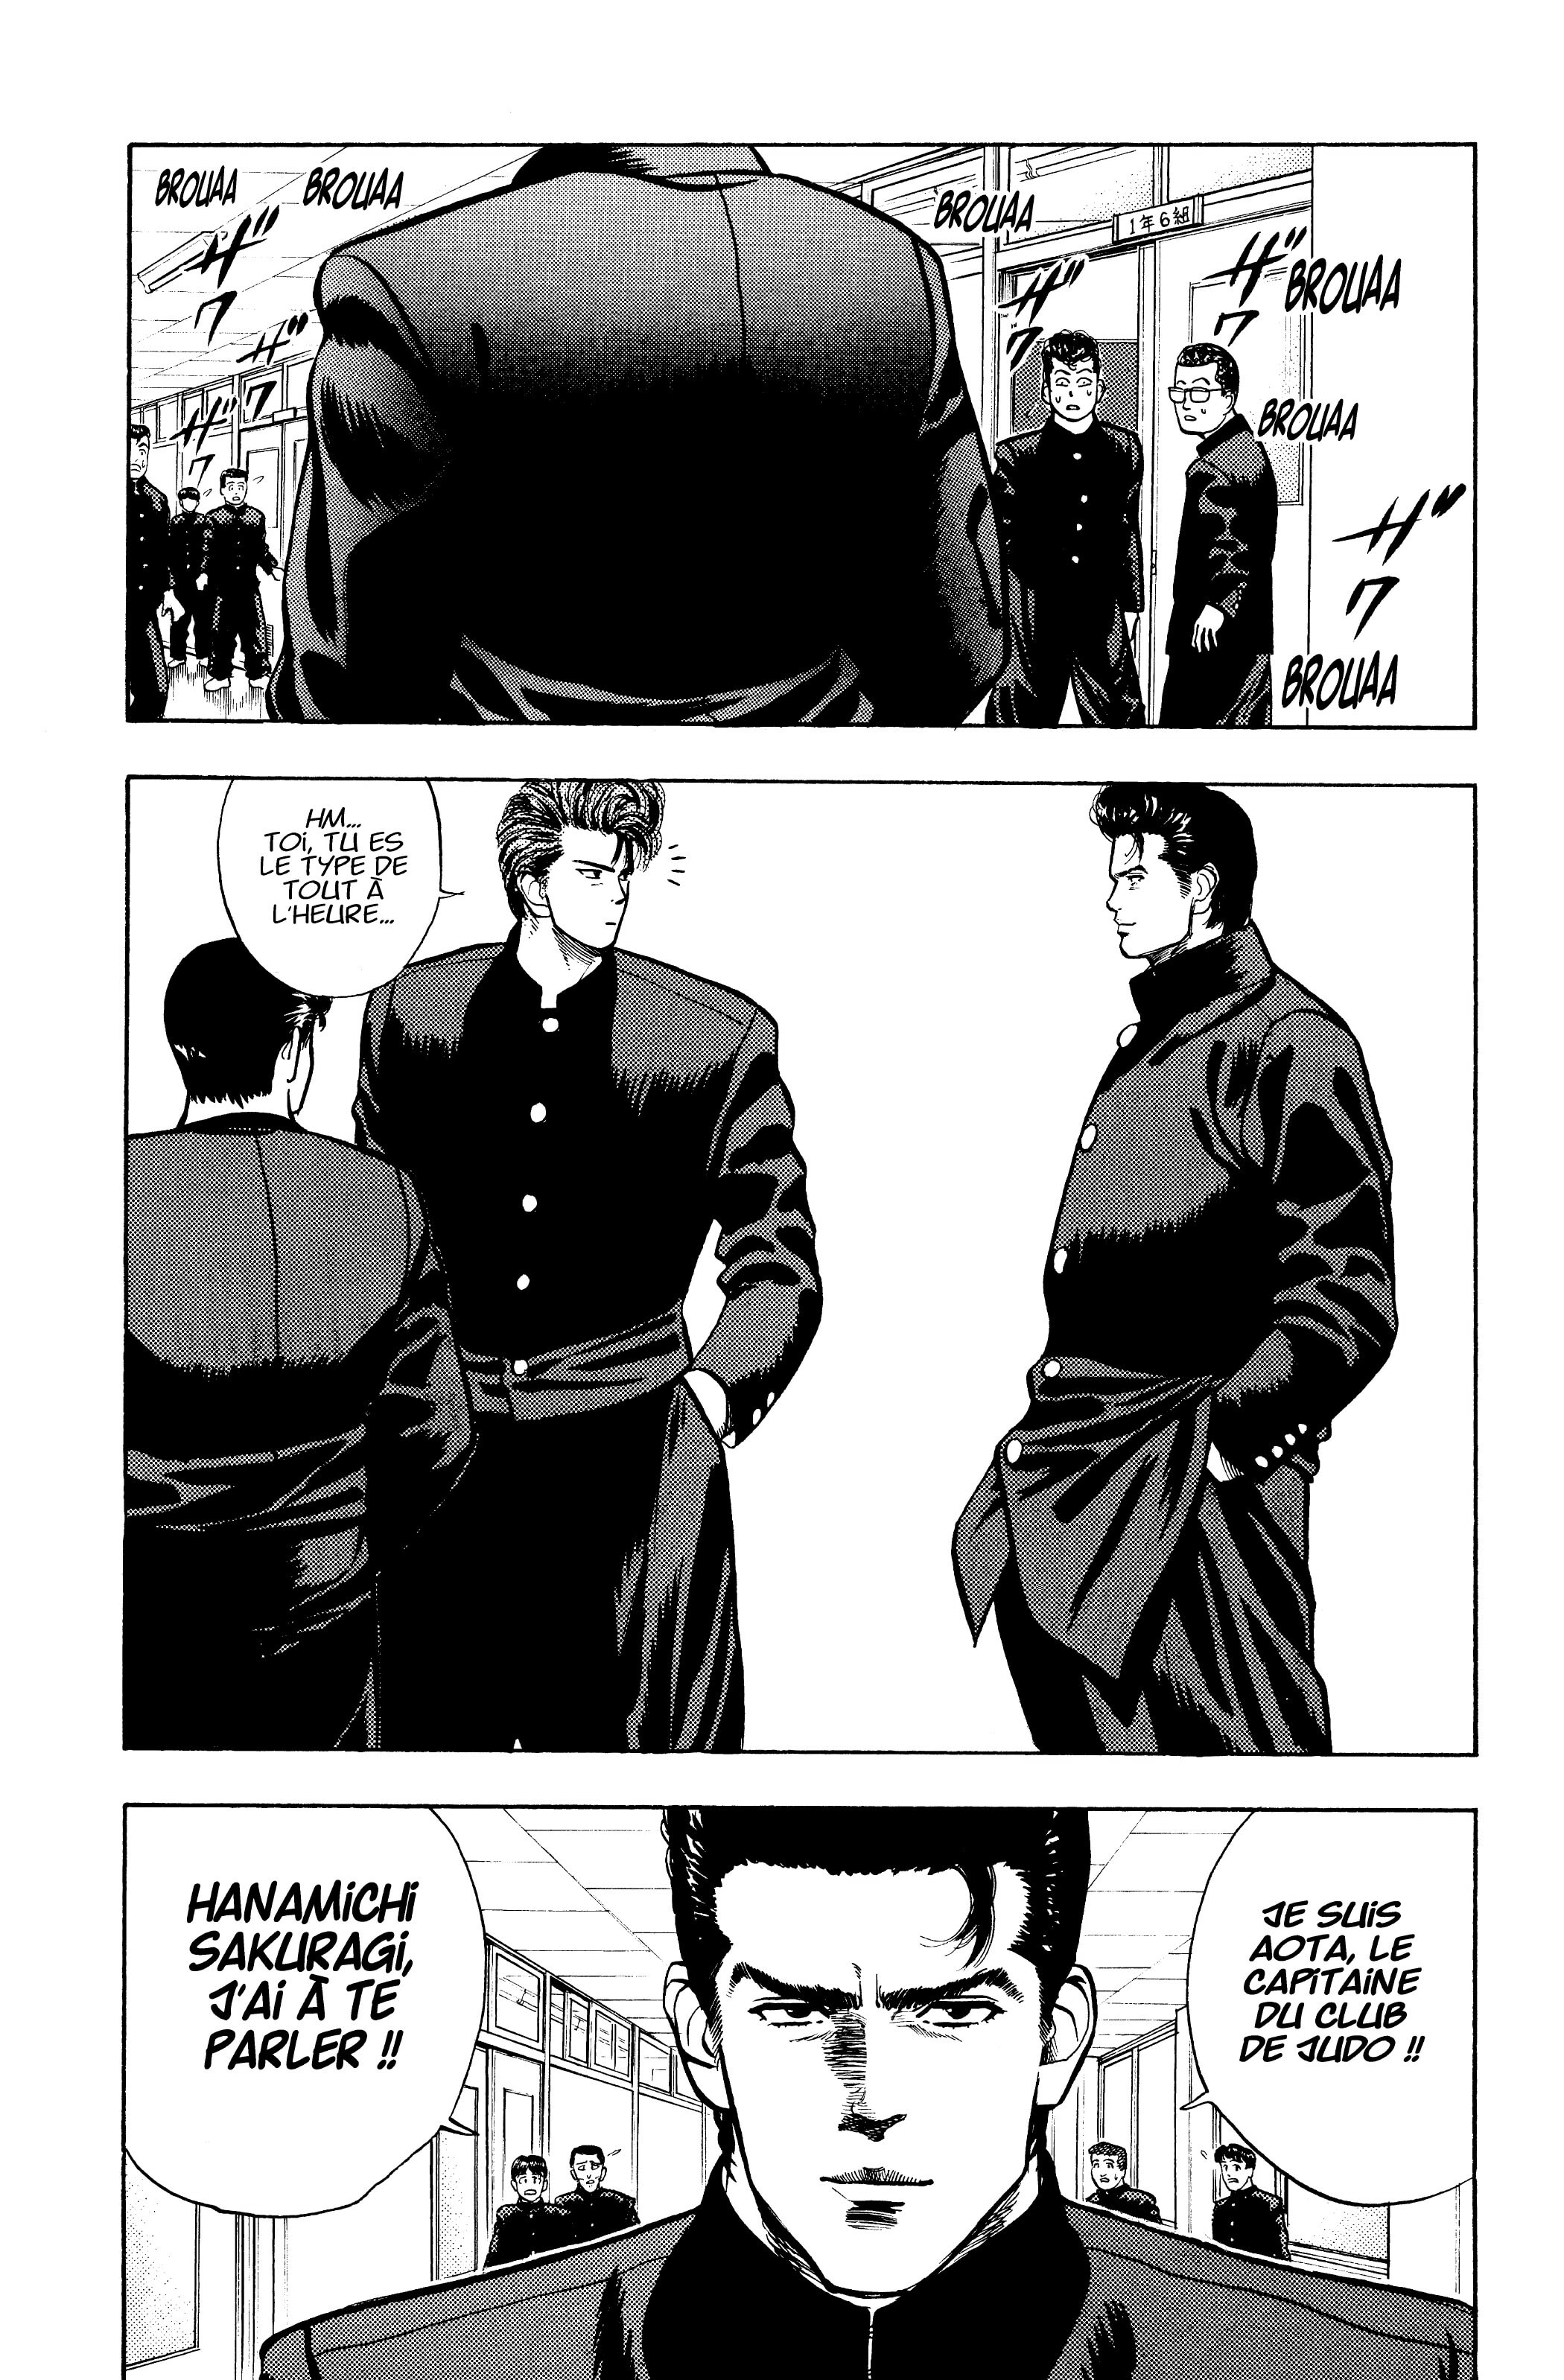 BROUAA
BROUAA
BROUAA
BROUAA
BROUAA
BROUAA
ザワ
ザワ
ザワ
ザワ
ザワ
ザワ
1年6組
HM...
TOi, TU ES
LE TYPE DE
TOUT À
L'HEURE...
JE SUiS
AOTA, LE
CAPiTAiNE
DU CLUB
DE JUDO !!
HANAMiCHi
SAKURAGi,
J'Ai À TE
PARLER !!